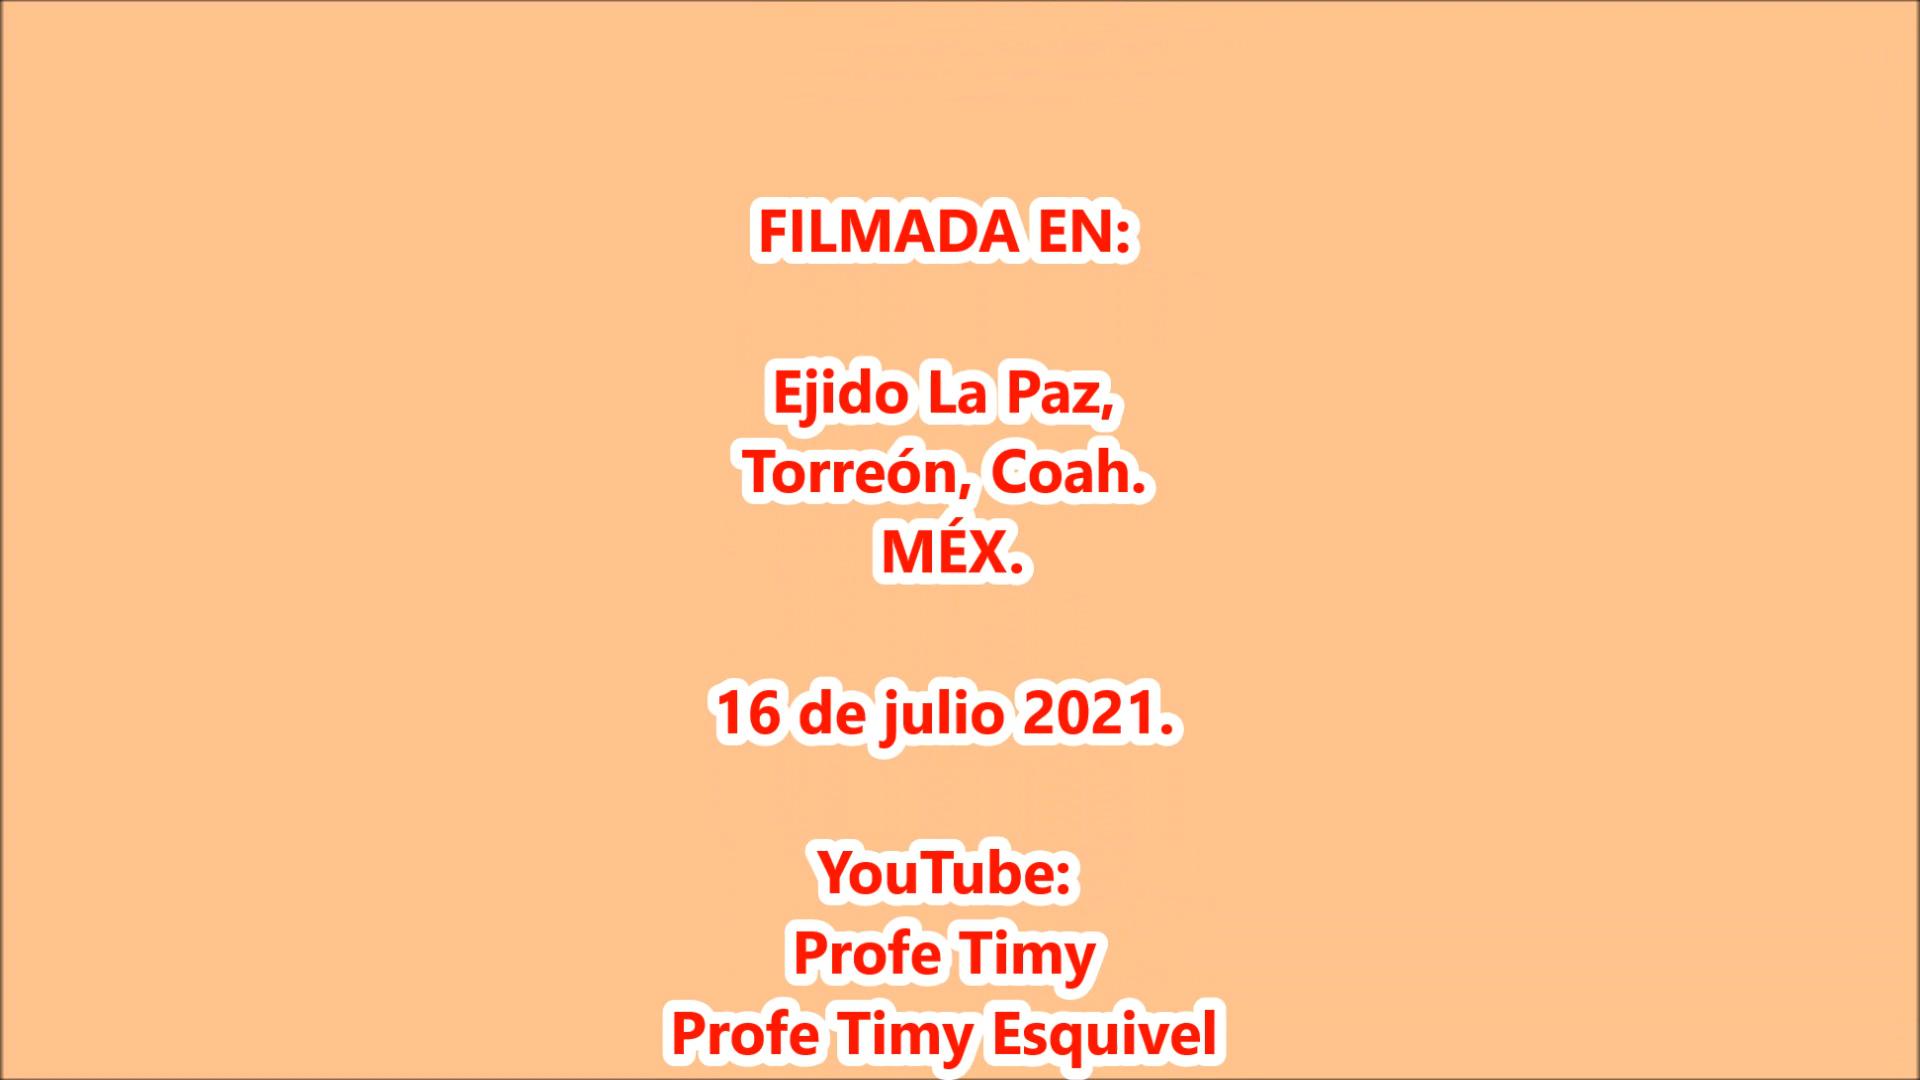 FILMADA EN:
Ejido La Paz,
Torreón, Coah.
MÉX.
16 de julio 2021.
YouTube:
Profe Timy
Profe Timy Esquivel